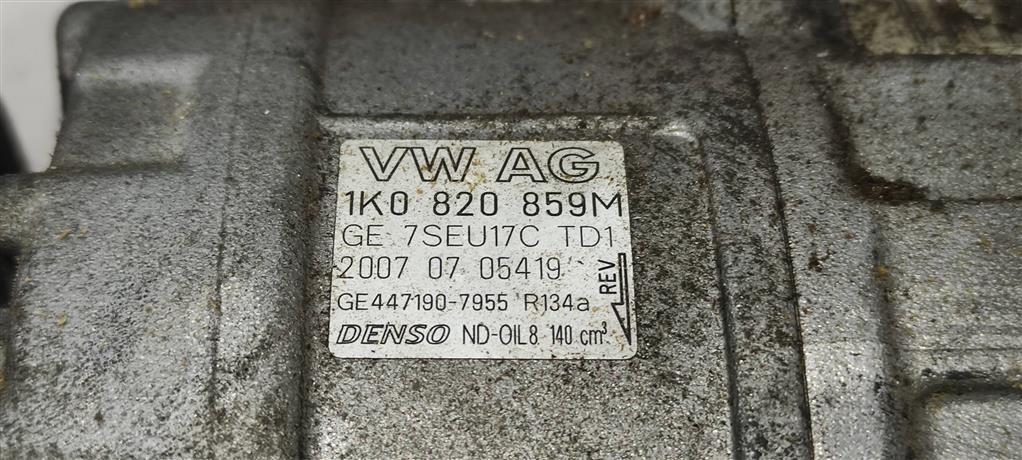 VW AG
1K0 820 859M
GE 7SEU17C TD1
2007 07 05419
REV
GE447190-7955 R134a
DENSO ND-OIL8 140 cm³